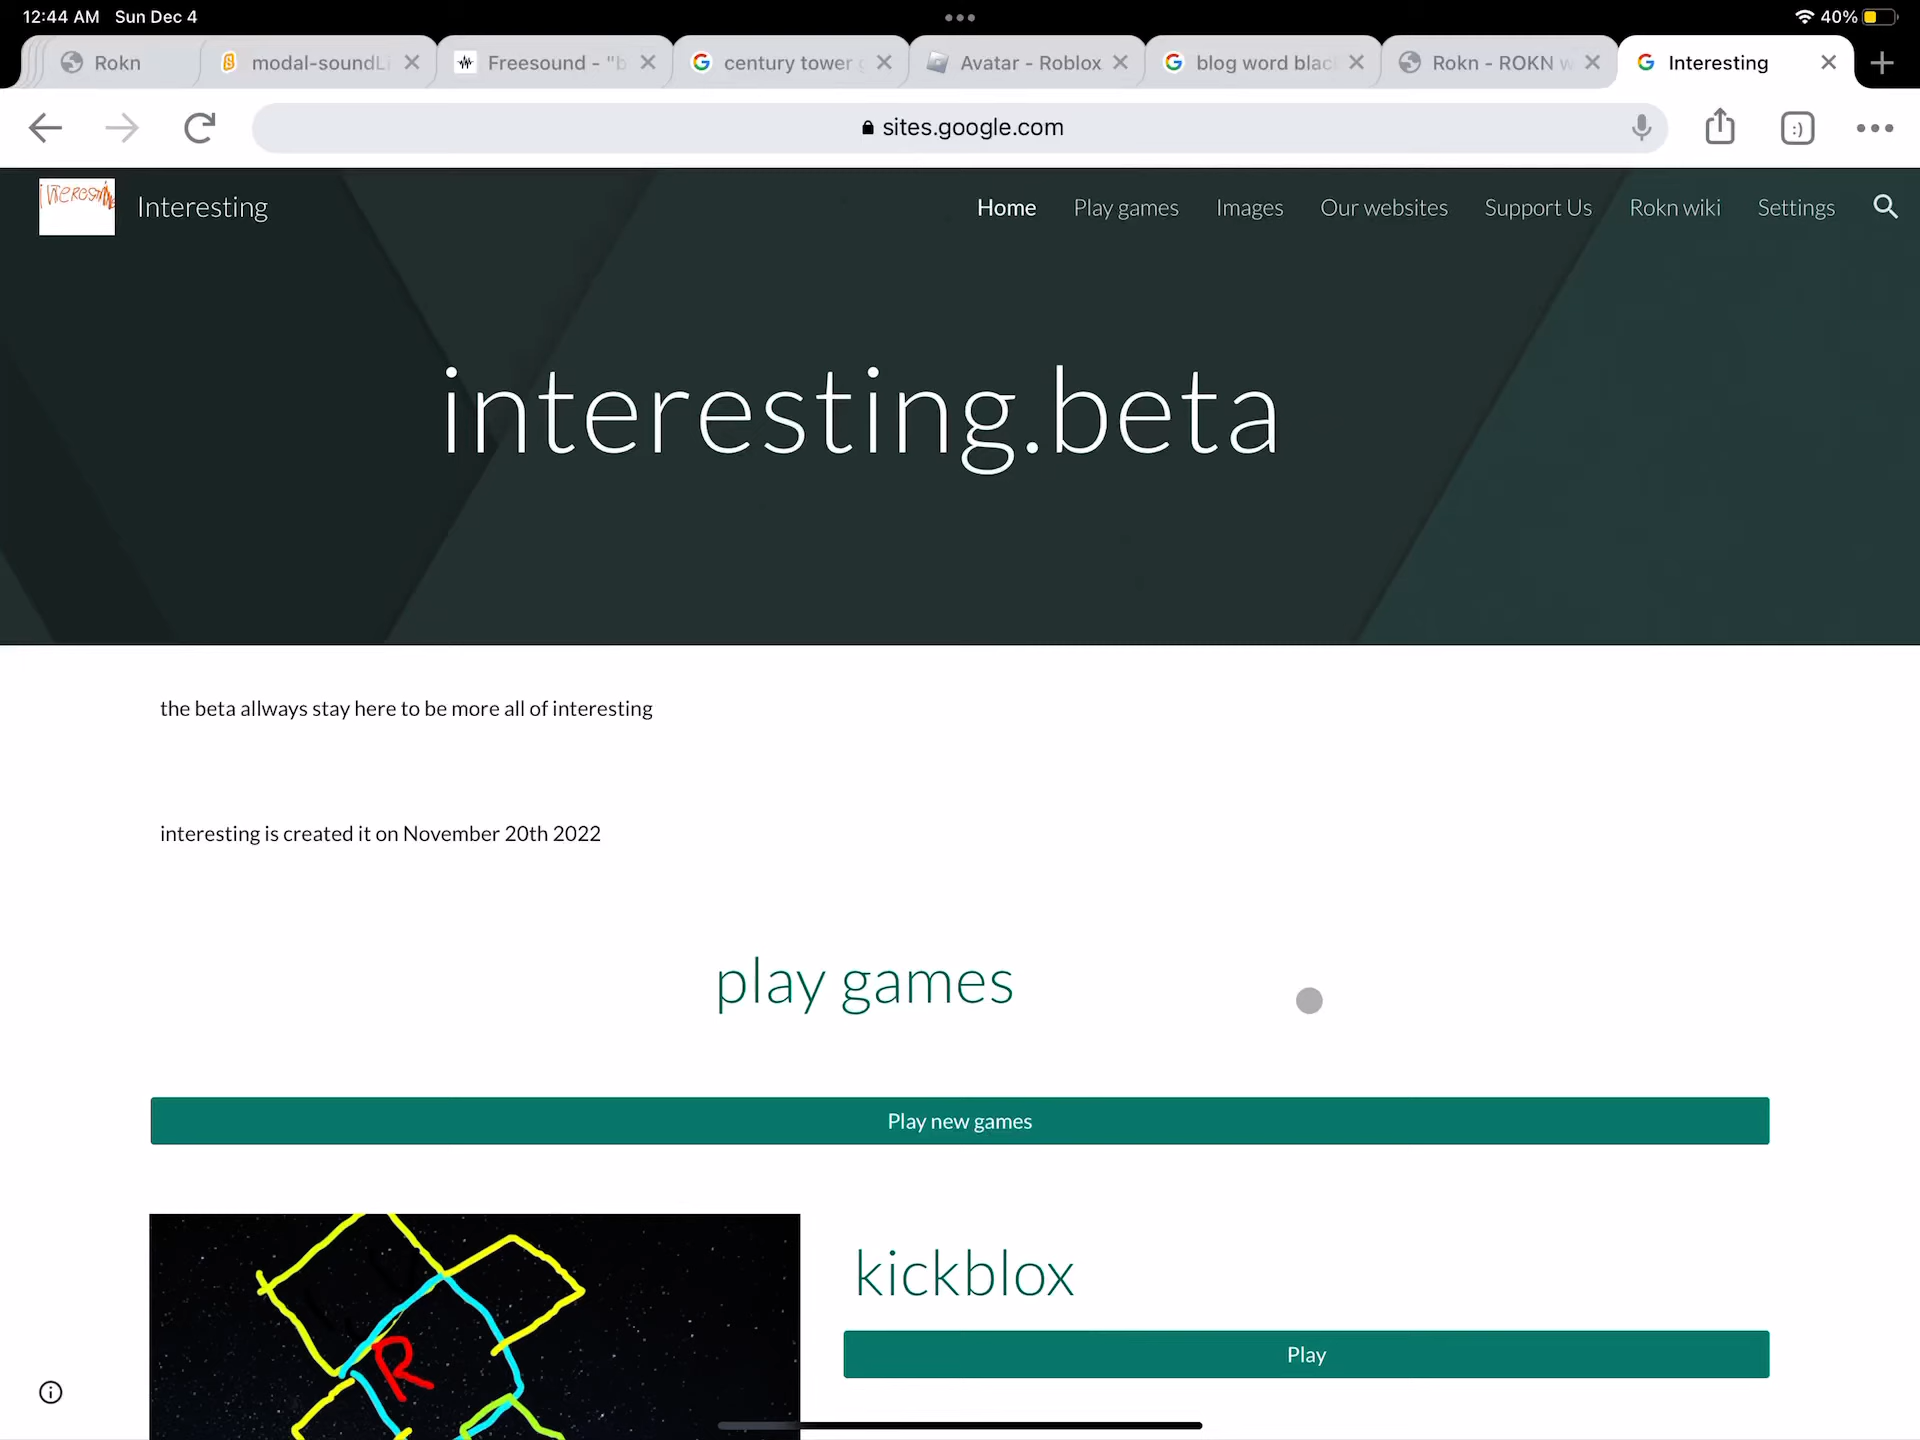 12:44 AM Sun Dec 4
40%
Rokn
modal-soundLi
Freesound - "b
century tower g
Avatar - Roblox
blog word blac
Rokn - ROKN w
Interesting
sites.google.com
:)
Interesting
Interesting
Home
Play games
Images
Our websites
Support Us
Rokn wiki
Settings
interesting.beta
the beta allways stay here to be more all of interesting
interesting is created it on November 20th 2022
play games
Play new games
R
kickblox
Play